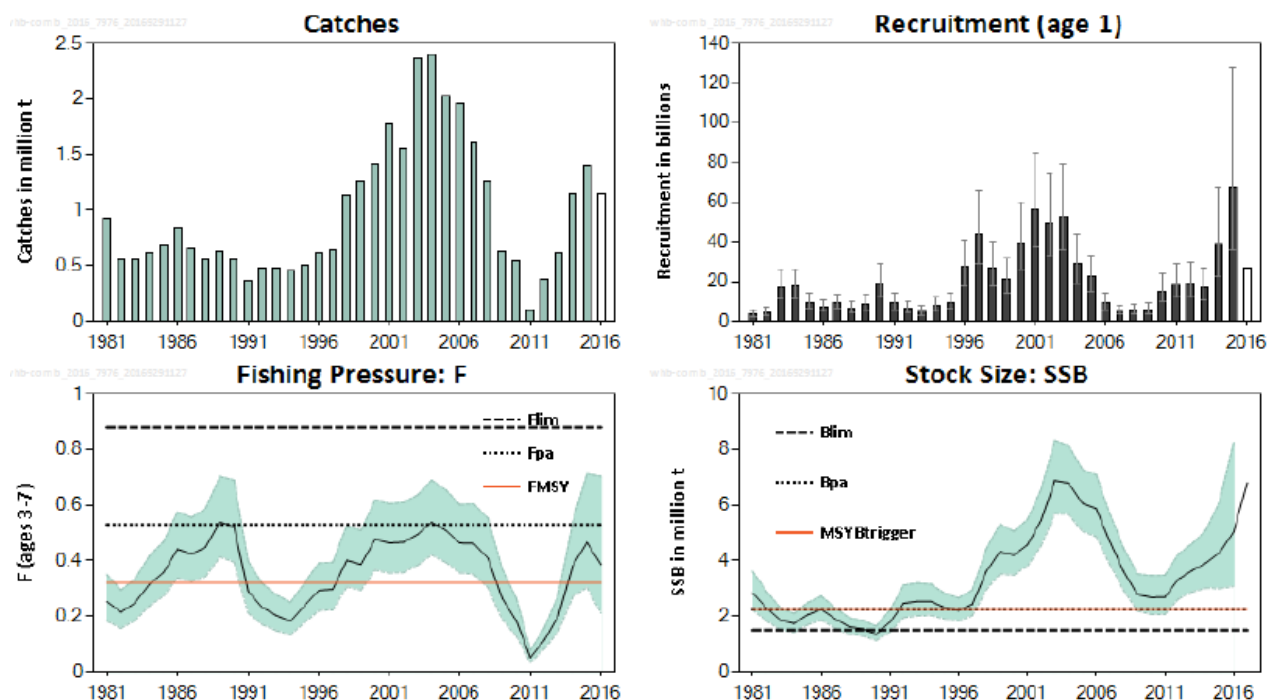 Catches
2.5
2
1.5
1
0.5
0
Catches in million t
1981 1986 1991 1996 2001 2006 2011 2016
Recruitment (age 1)
140
120
100
80
60
40
20
0
Recruitment in billions
1981 1986 1991 1996 2001 2006 2011 2016
Fishing Pressure: F
1
0.8
0.6
0.4
0.2
0
F (ages 3-7)
Flim
Fpa
FMSY
1981 1986 1991 1996 2001 2006 2011 2016
Stock Size: SSB
10
8
6
4
2
0
SSB in million t
Blim
Bpa
MSYBtrigger
1981 1986 1991 1996 2001 2006 2011 2016